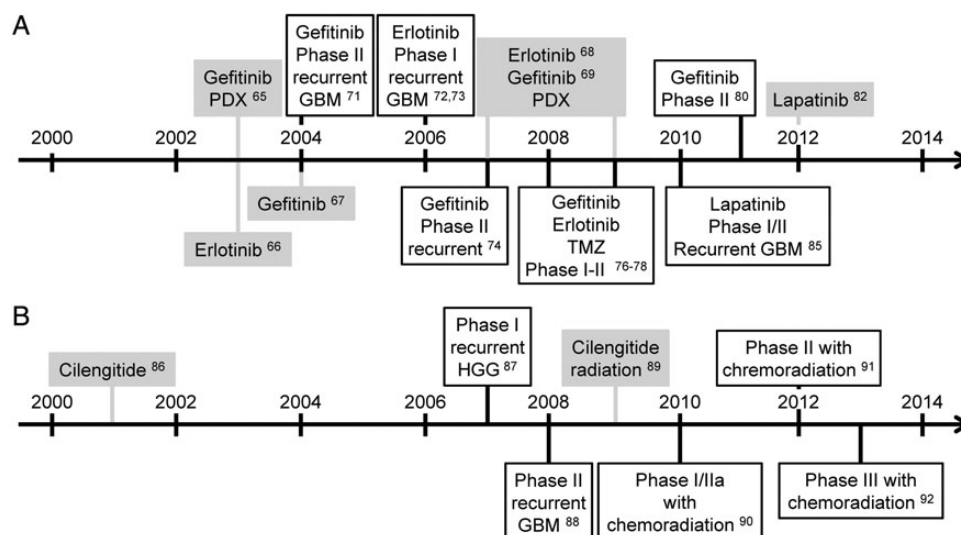 A
Gefitinib
PDX 65
Gefitinib
Phase II
recurrent
GBM 71
Erlotinib
Phase I
recurrent
GBM 72,73
Erlotinib 68
Gefitinib 69
PDX
Gefitinib
Phase II 80
Lapatinib 82
2000 2002 2004 2006 2008 2010 2012 2014
Erlotinib 66
Gefitinib 67
Gefitinib
Phase II
recurrent 74
Gefitinib
Erlotinib
TMZ
Phase I-II 76-78
Lapatinib
Phase I/II
Recurrent GBM 85
B
Cilengitide 86
Phase I
recurrent
HGG 87
Cilengitide
radiation 89
Phase II with
chremoradiation 91
2000 2002 2004 2006 2008 2010 2012 2014
Phase II
recurrent
GBM 88
Phase I/IIa
with
chemoradiation 90
Phase III with
chemoradiation 92